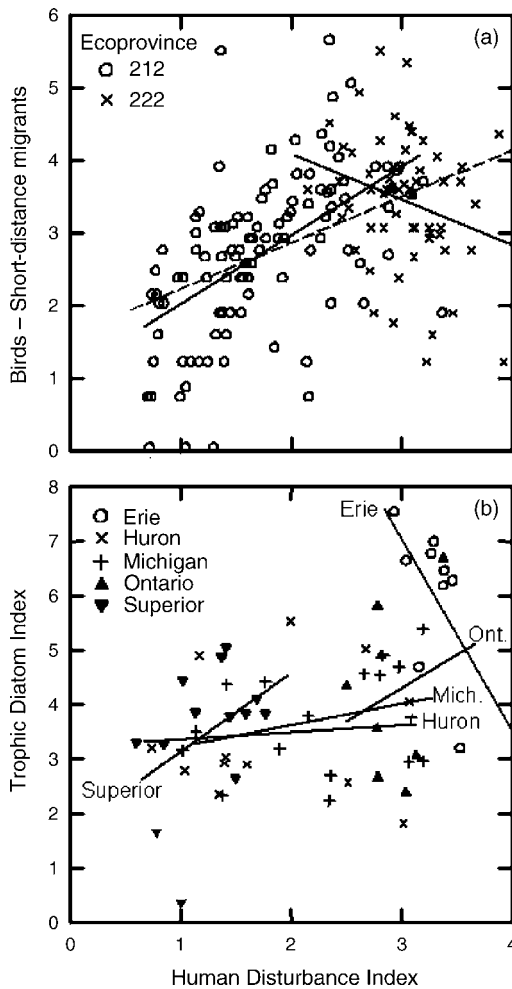 (a)
Ecoprovince
212
222
6
5
4
3
2
1
0
Birds – Short-distance migrants
(b)
Erie
Huron
Michigan
Ontario
Superior
Erie
Ont.
Mich.
Huron
Superior
8
7
6
5
4
3
2
1
0
Trophic Diatom Index
0 1 2 3 4
Human Disturbance Index